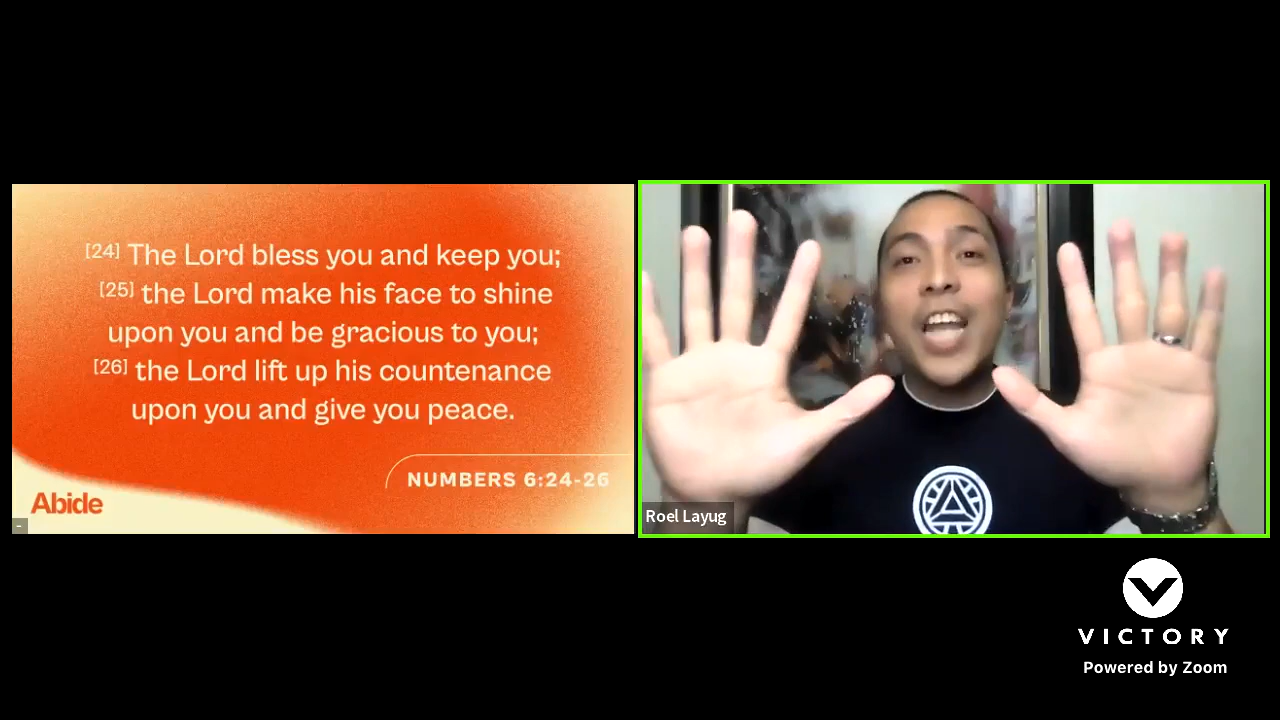 [24] The Lord bless you and keep you;
[25] the Lord make his face to shine
upon you and be gracious to you;
[26] the Lord lift up his countenance
upon you and give you peace.
NUMBERS 6:24-26
Abide
-
Roel Layug
VICTORY
Powered by Zoom